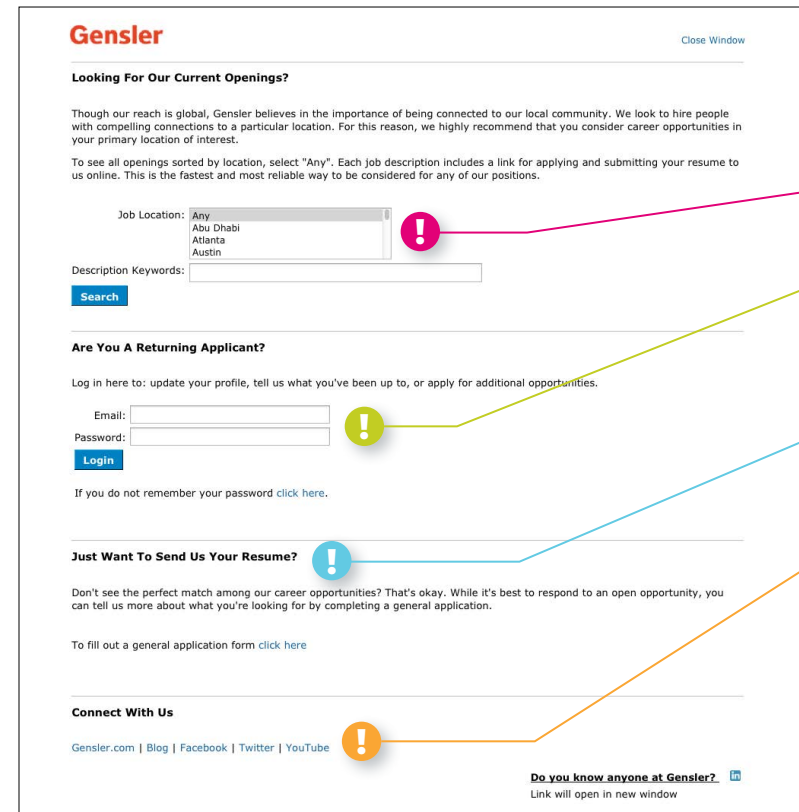 Gensler
Close Window
Looking For Our Current Openings?
Though our reach is global, Gensler believes in the importance of being connected to our local community. We look to hire people
with compelling connections to a particular location. For this reason, we highly recommend that you consider career opportunities in
your primary location of interest.
To see all openings sorted by location, select "Any". Each job description includes a link for applying and submitting your resume to
us online. This is the fastest and most reliable way to be considered for any of our positions.
Job Location: Any
Abu Dhabi
Atlanta
Austin
!
Description Keywords:
Search
Are You A Returning Applicant?
Log in here to: update your profile, tell us what you've been up to, or apply for additional opportunities.
Email:
!
Password:
Login
If you do not remember your password click here.
Just Want To Send Us Your Resume?
!
Don't see the perfect match among our career opportunities? That's okay. While it's best to respond to an open opportunity, you
can tell us more about what you're looking for by completing a general application.
To fill out a general application form click here
Connect With Us
Gensler.com | Blog | Facebook | Twitter | YouTube
!
Do you know anyone at Gensler? in
Link will open in new window